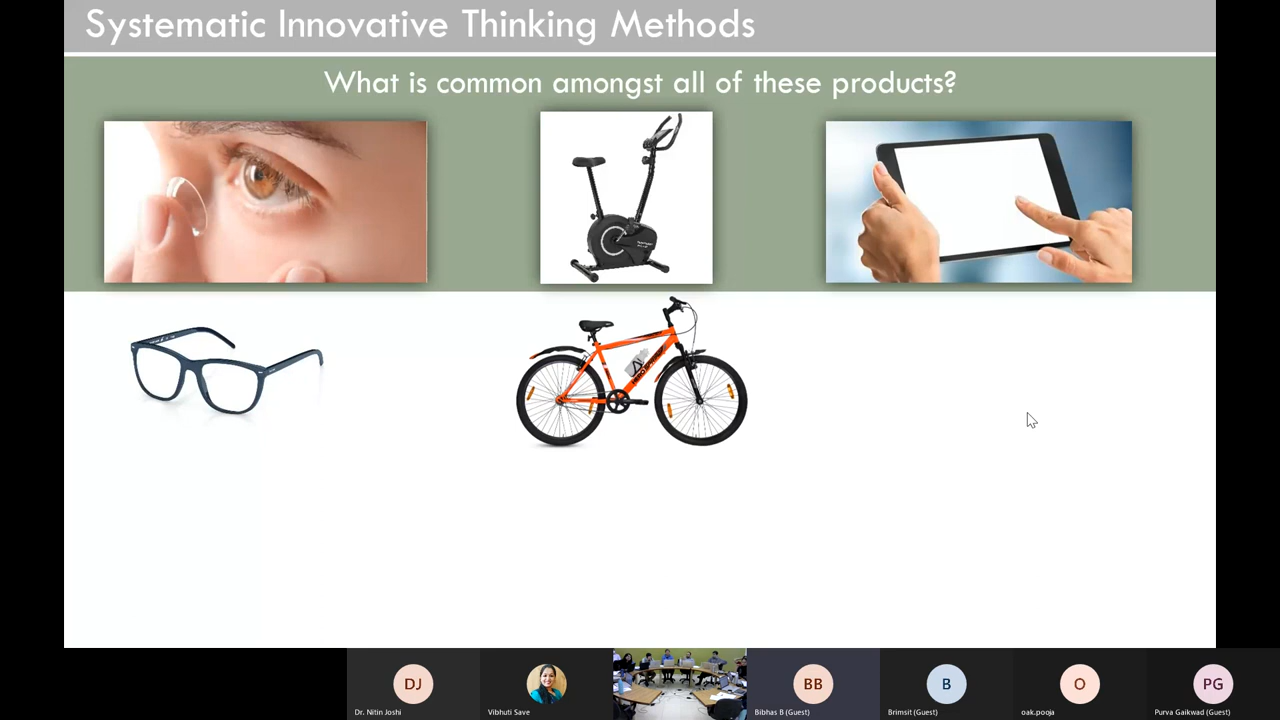 Systematic Innovative Thinking Methods
What is common amongst all of these products?
DJ
BB
B
O
PG
Dr. Nitin Joshi
Vibhuti Save
Bibhas B (Guest)
Brimsit (Guest)
oak.pooja
Purva Gaikwad (Guest)